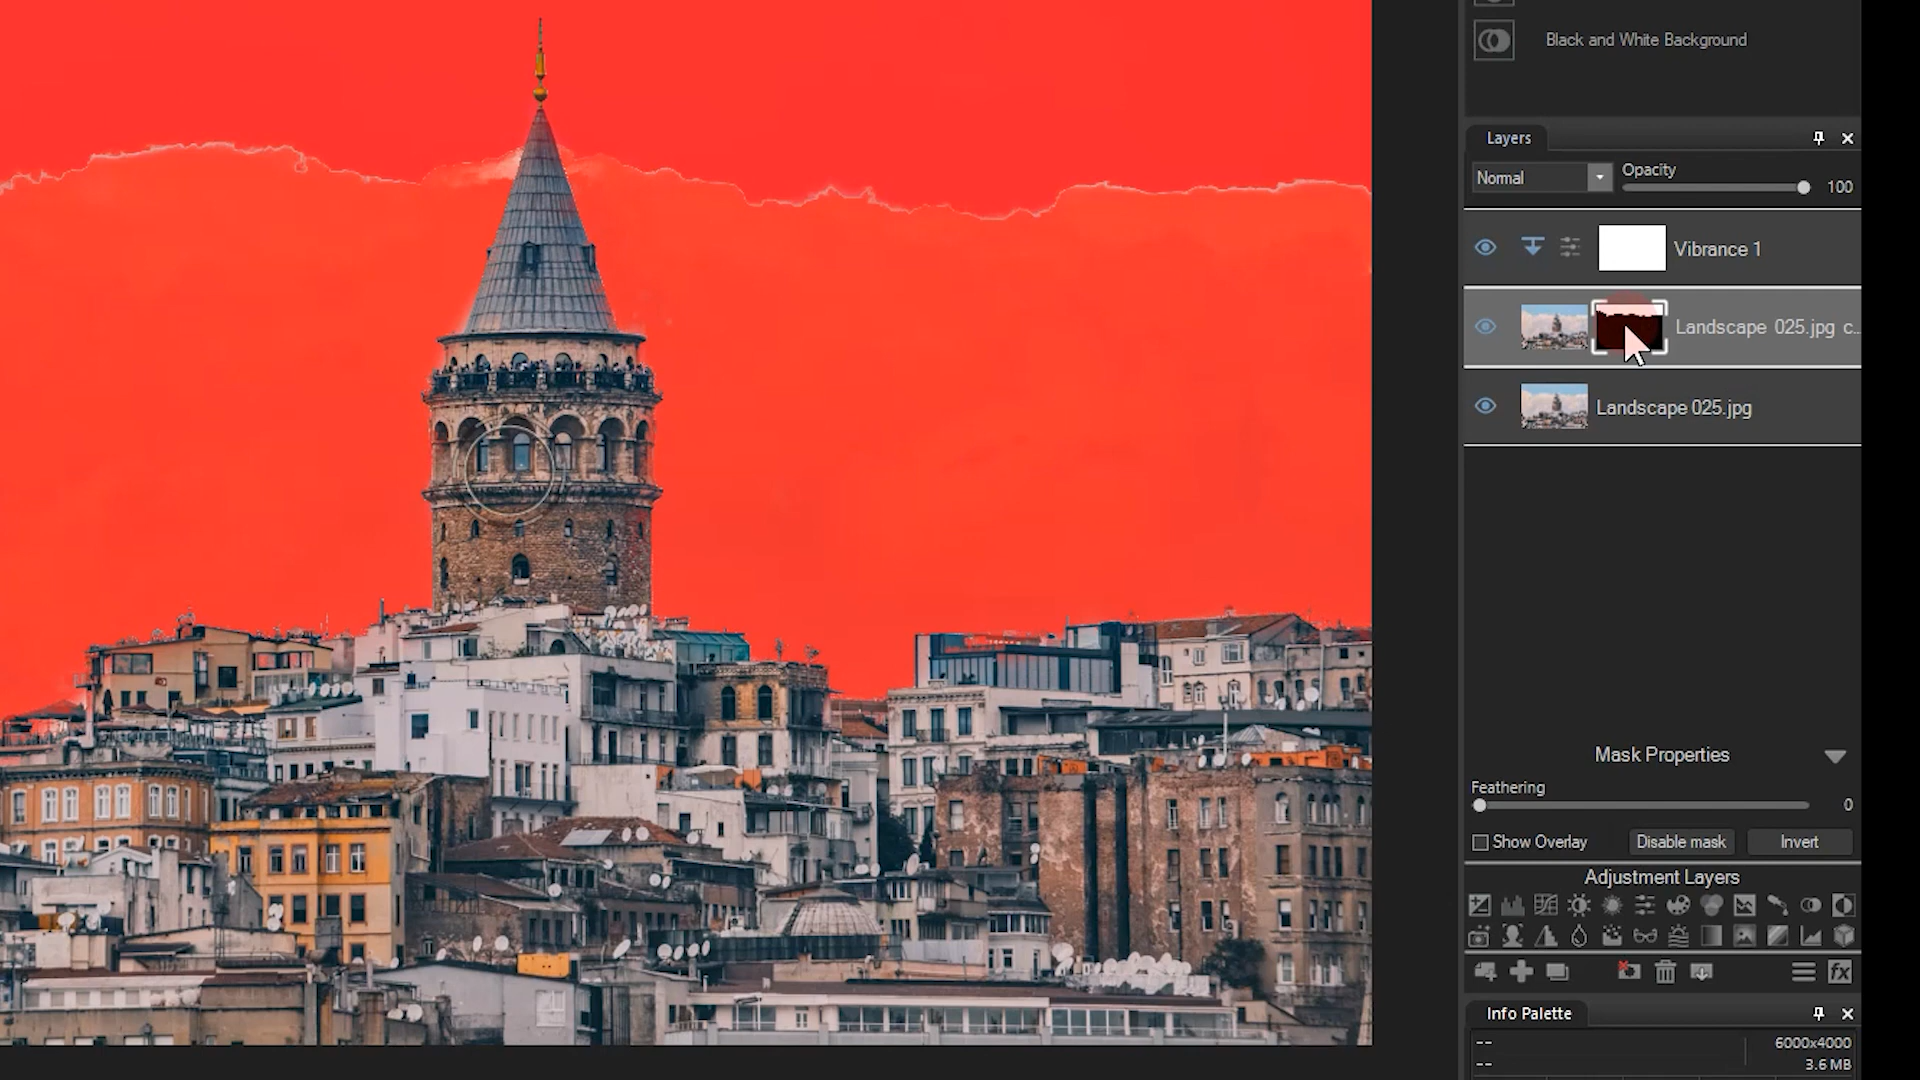 Black and White Background
Layers
Normal
Opacity
100
Vibrance 1
Landscape 025.jpg c...
Landscape 025.jpg
Mask Properties
Feathering
0
Show Overlay
Disable mask
Invert
Adjustment Layers
fx
Info Palette
--
6000x4000
--
3.6 MB